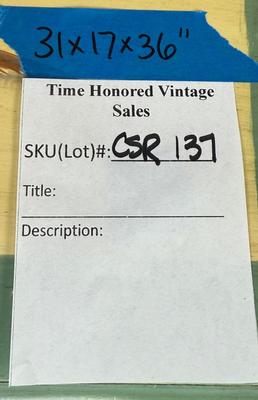 31x17x36"
Time Honored Vintage
Sales
SKU(Lot)#: CSR 137
Title:
Description: